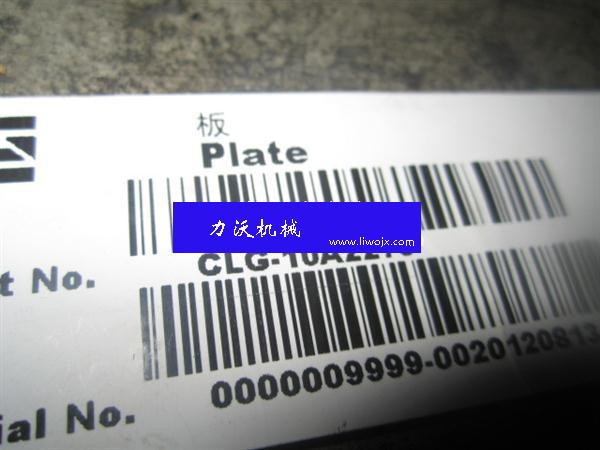 板
Plate
力沃机械
www.liwojx.com
t No.
0000009999-0020120813
ial No.